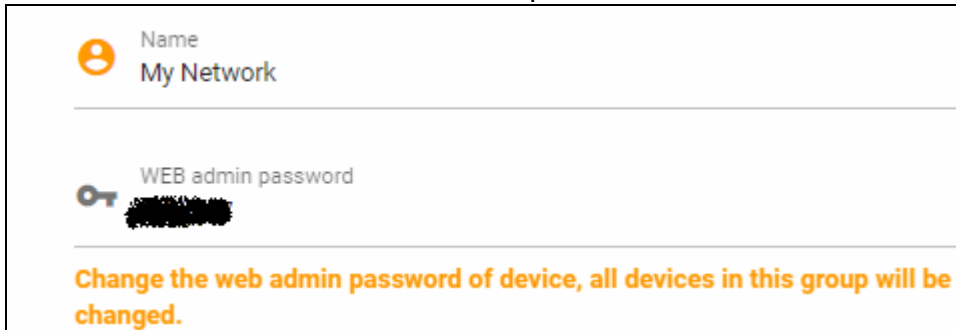 Name
My Network
WEB admin password
Change the web admin password of device, all devices in this group will be
changed.